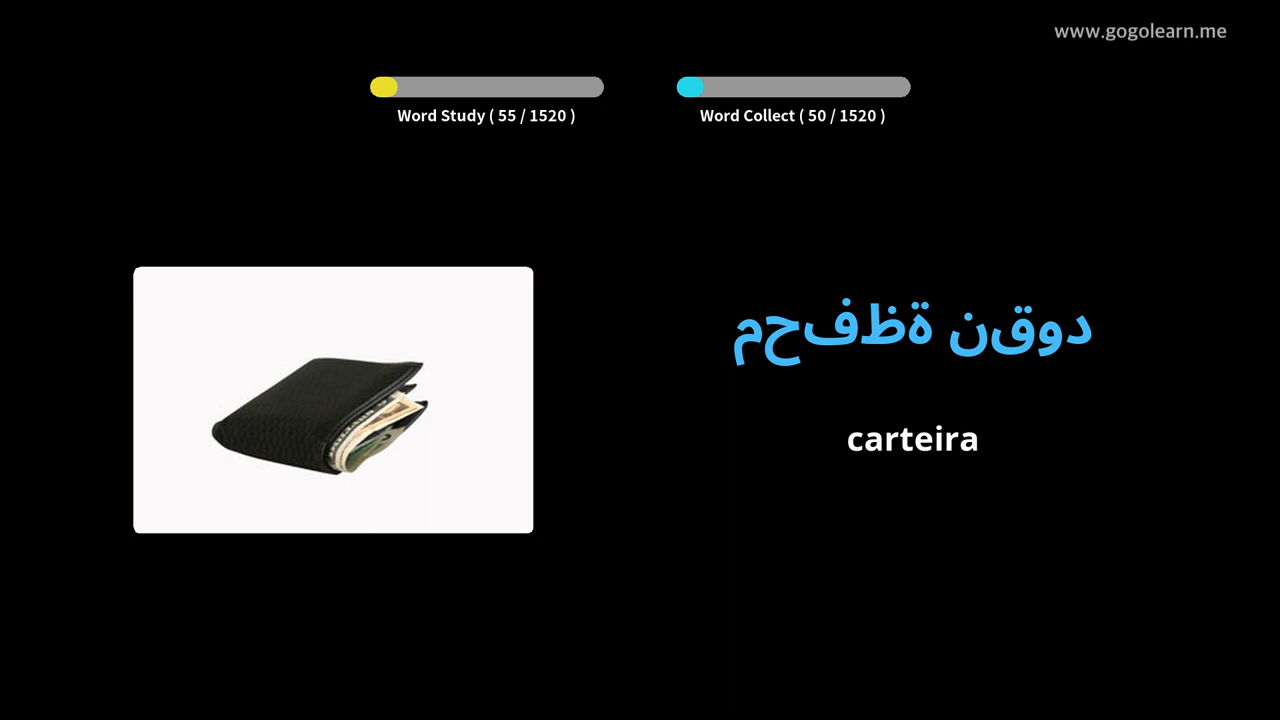 www.gogolearn.me
Word Study ( 55 / 1520 )
Word Collect ( 50 / 1520 )
محفظة نقود
carteira